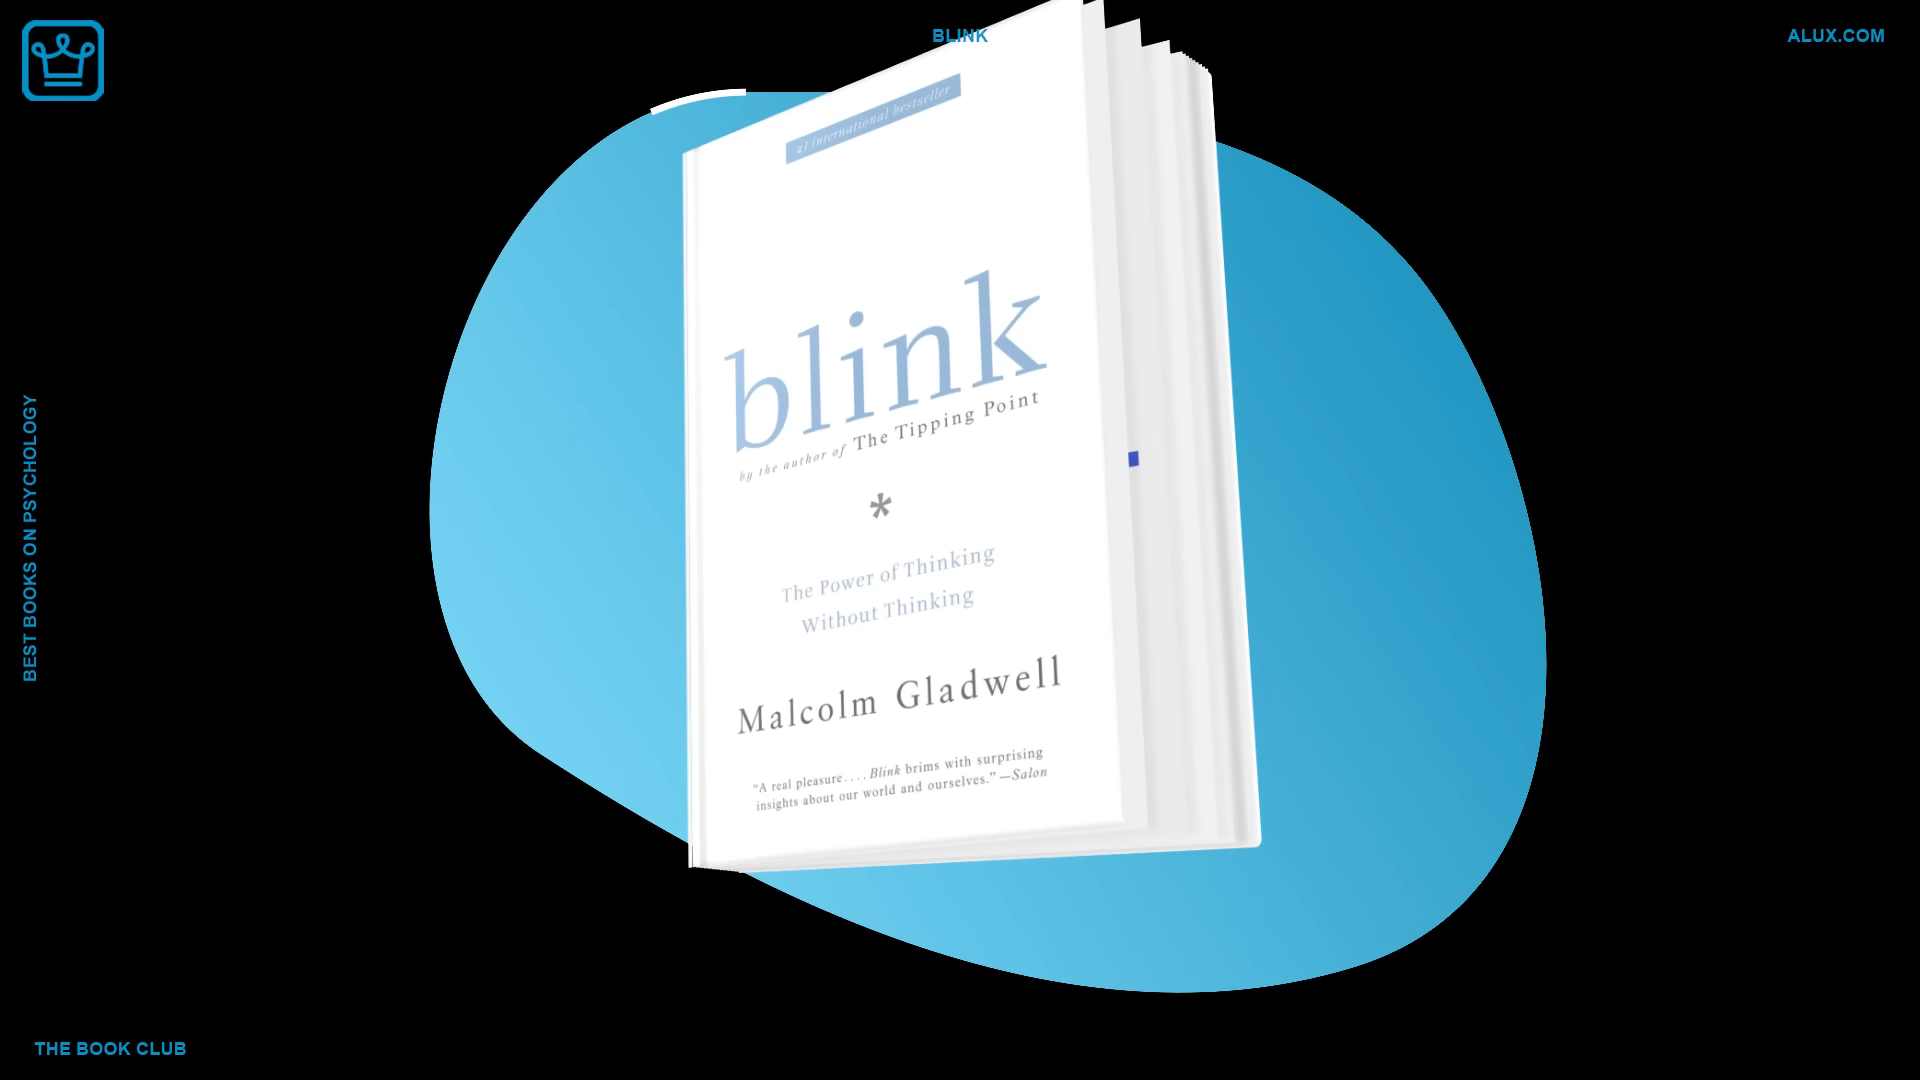 BLINK
ALUX.COM
#1 international bestseller
blink
by the author of The Tipping Point
*
The Power of Thinking
Without Thinking
Malcolm Gladwell
“A real pleasure.... Blink brims with surprising
insights about our world and ourselves.” —Salon
BEST BOOKS ON PSYCHOLOGY
THE BOOK CLUB